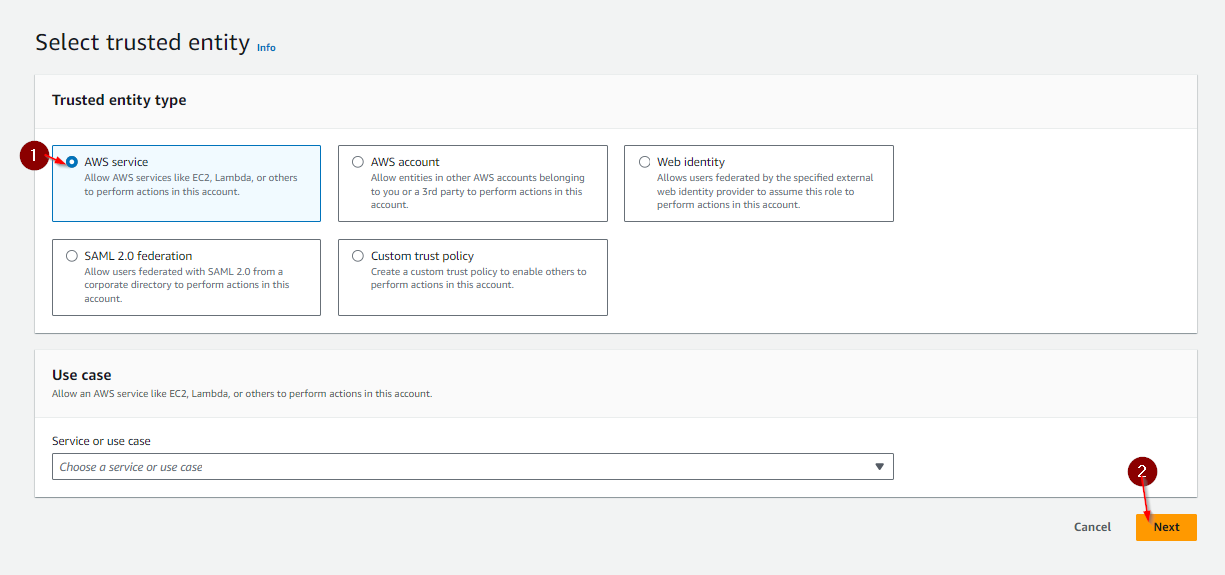 Select trusted entity Info
Trusted entity type
1
AWS service
Allow AWS services like EC2, Lambda, or others
to perform actions in this account.
AWS account
Allow entities in other AWS accounts belonging
to you or a 3rd party to perform actions in this
account.
Web identity
Allows users federated by the specified external
web identity provider to assume this role to
perform actions in this account.
SAML 2.0 federation
Allow users federated with SAML 2.0 from a
corporate directory to perform actions in this
account.
Custom trust policy
Create a custom trust policy to enable others to
perform actions in this account.
Use case
Allow an AWS service like EC2, Lambda, or others to perform actions in this account.
Service or use case
Choose a service or use case
2
Cancel
Next